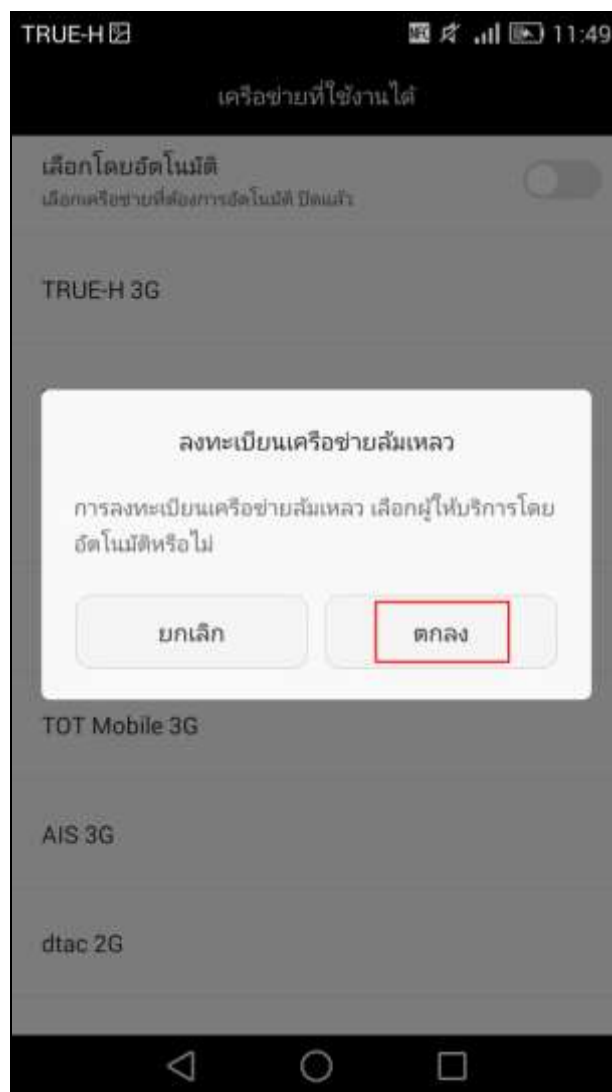 TRUE-H
11:49
เครือข่ายที่ใช้งานได้
เลือกโดยอัตโนมัติ
เลือกเครือข่ายที่ต้องการอัตโนมัติ ปิดแล้ว
TRUE-H 3G
ลงทะเบียนเครือข่ายล้มเหลว
การลงทะเบียนเครือข่ายล้มเหลว เลือกผู้ให้บริการโดย
อัตโนมัติหรือไม่
ยกเลิก
ตกลง
TOT Mobile 3G
AIS 3G
dtac 2G